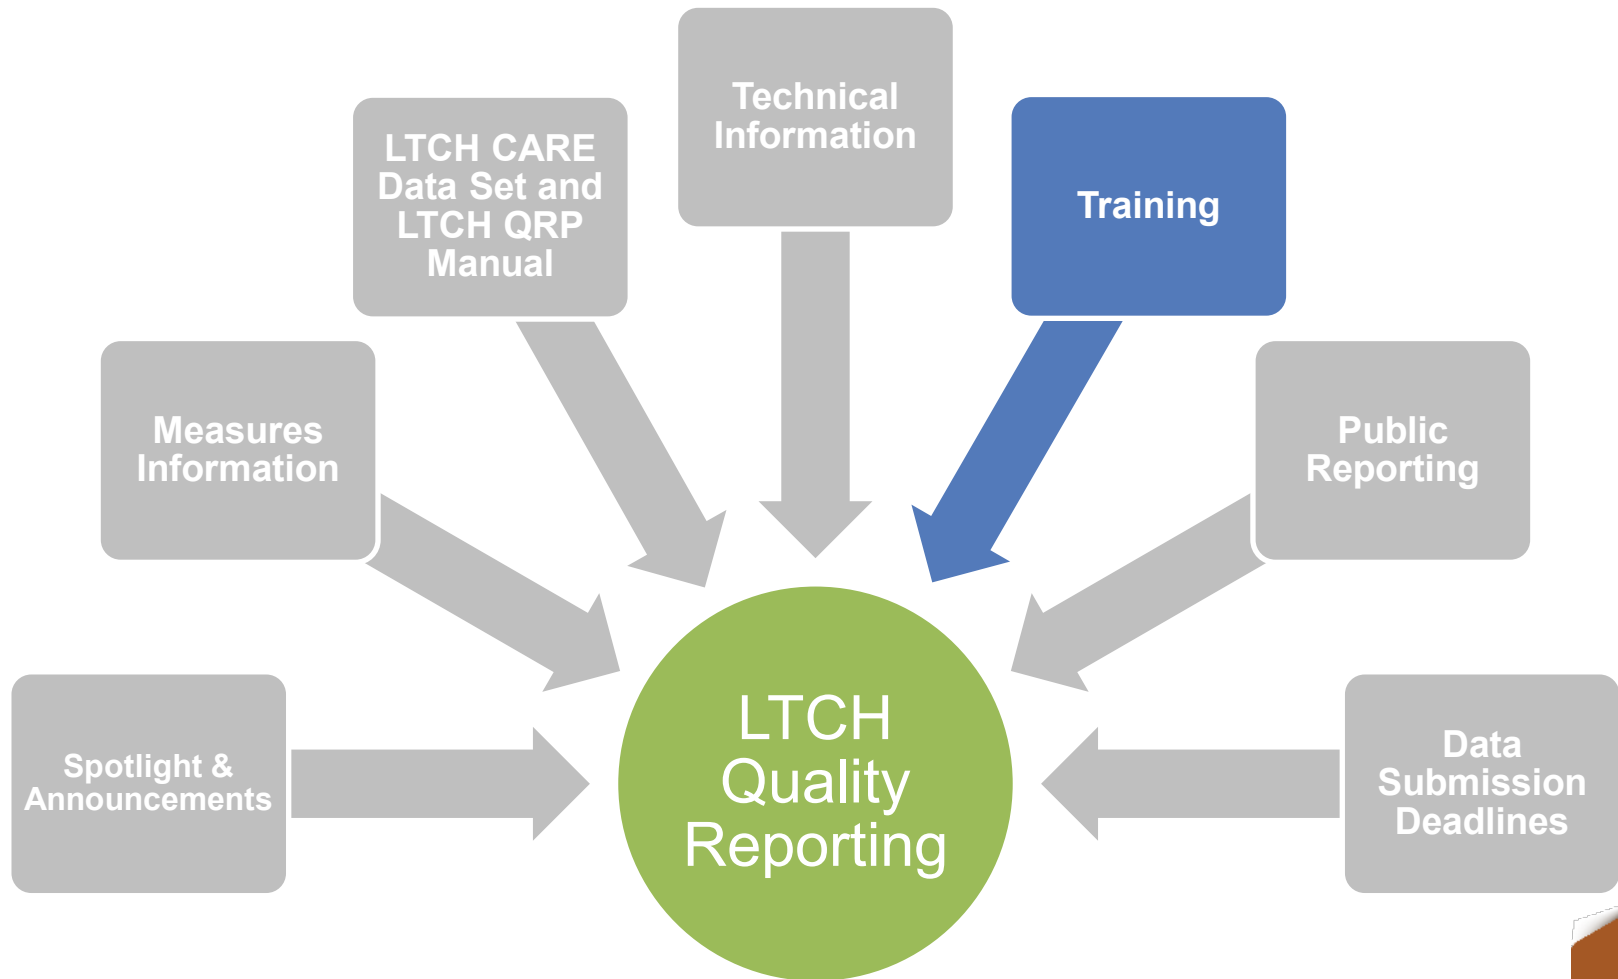 Technical
Information
LTCH CARE
Data Set and
LTCH QRP
Manual
Training
Measures
Information
Public
Reporting
Spotlight &
Announcements
LTCH
Quality
Reporting
Data
Submission
Deadlines